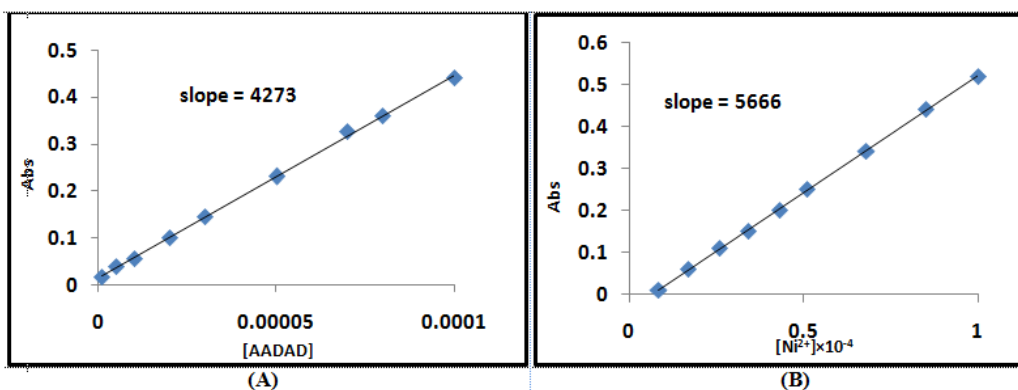 0.5
0.4
0.3
0.2
0.1
0
Abs
slope = 4273
0
0.00005
0.0001
[AADAD]
(A)
0.6
0.5
0.4
0.3
0.2
0.1
0
Abs
slope = 5666
0
0.5
1
[Ni²⁺]×10⁻⁴
(B)